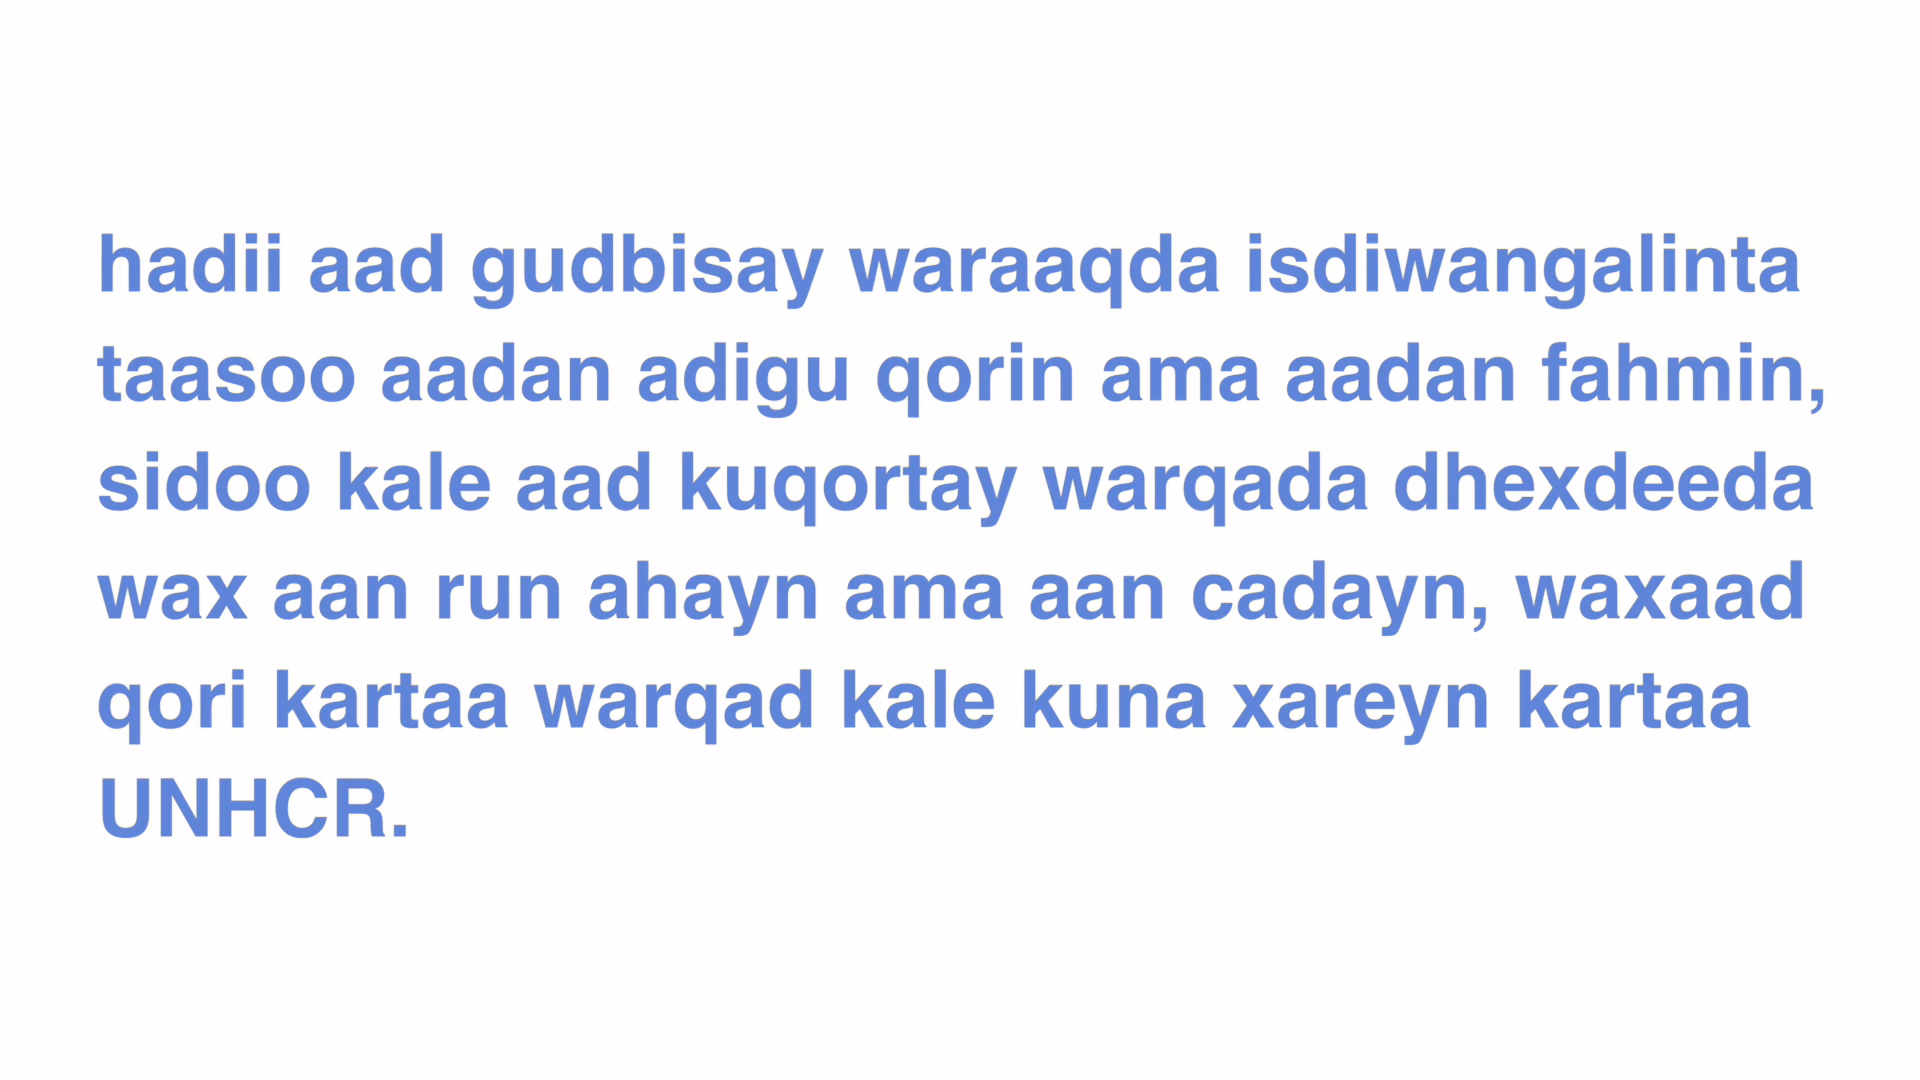 hadii aad gudbisay waraaqda isdiwangalinta
taasoo aadan adigu qorin ama aadan fahmin,
sidoo kale aad kuqortay warqada dhexdeeda
wax aan run ahayn ama aan cadayn, waxaad
qori kartaa warqad kale kuna xareyn kartaa
UNHCR.